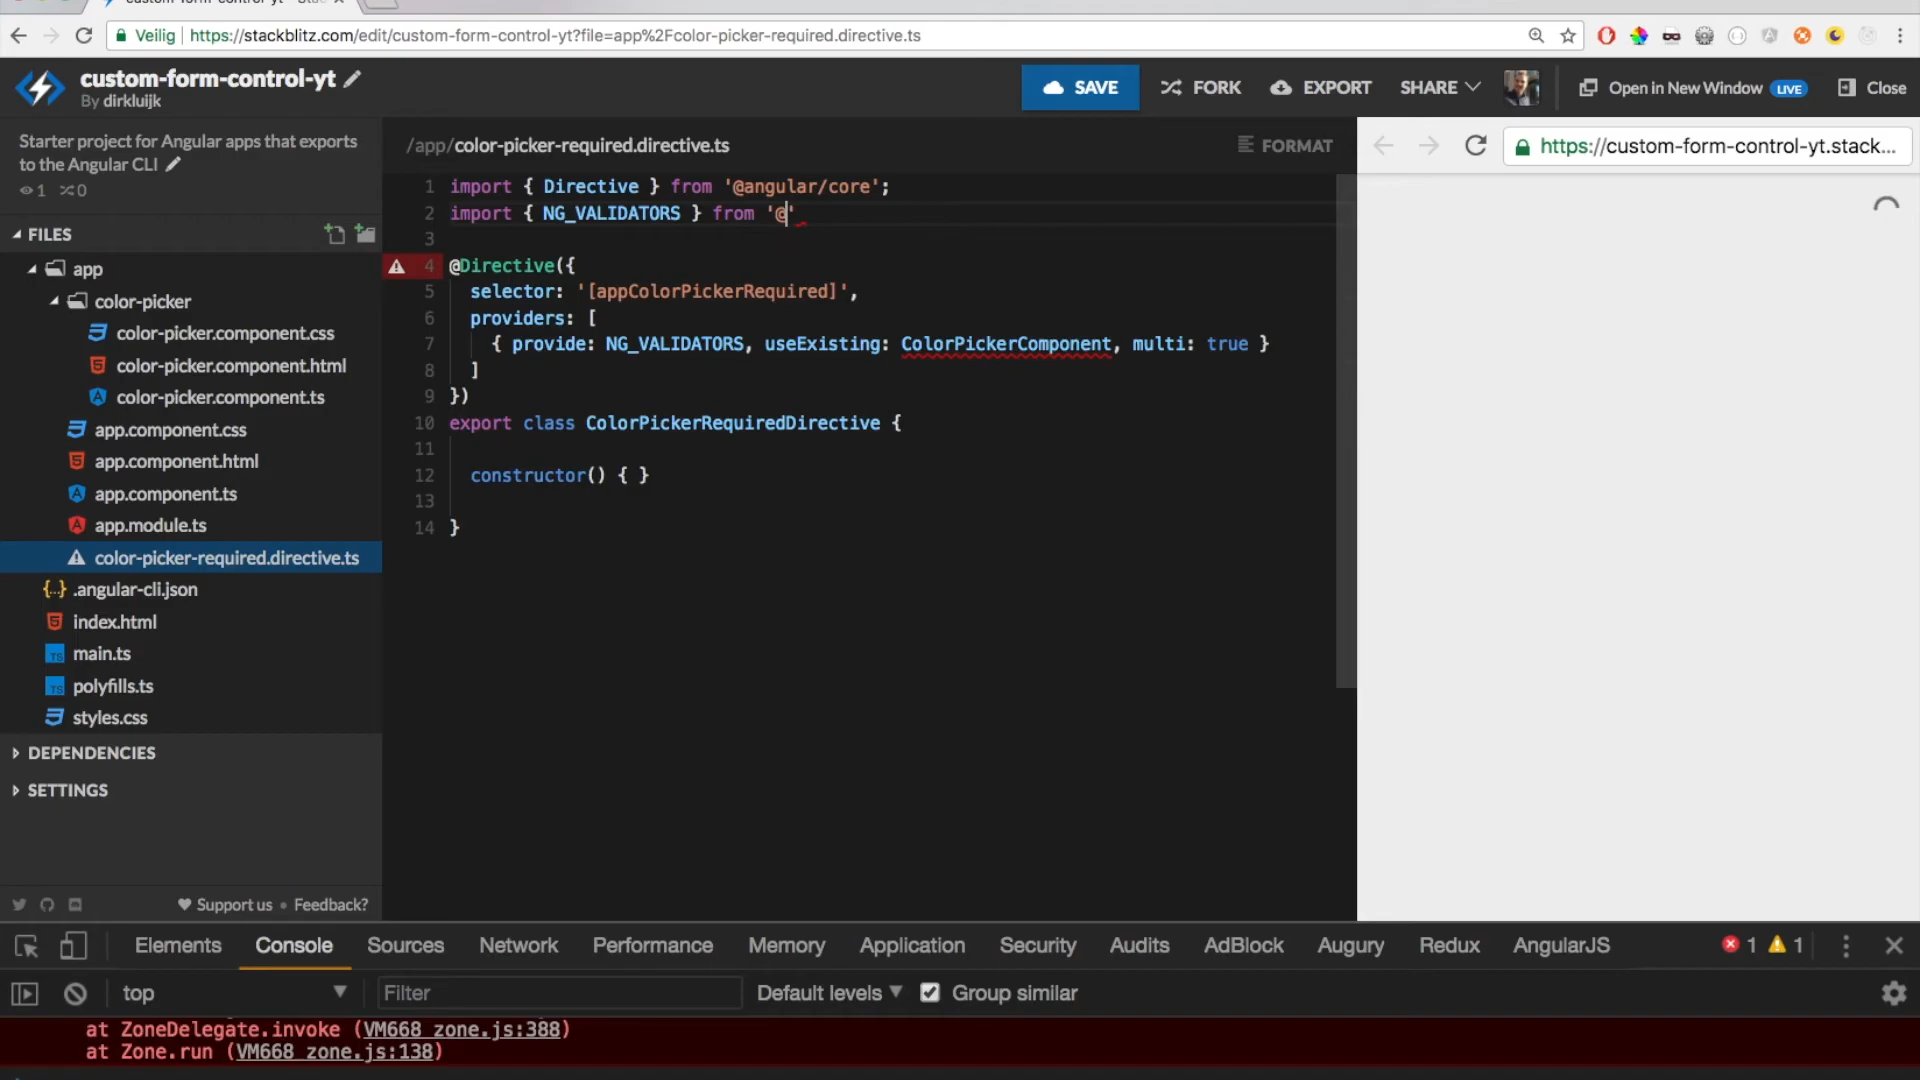 Veilig https://stackblitz.com/edit/custom-form-control-yt?file=app%2Fcolor-picker-required.directive.ts
custom-form-control-yt
By dirkluijk
SAVE FORK EXPORT SHARE Open in New Window LIVE Close
Starter project for Angular apps that exports
to the Angular CLI
1 0
FILES
app
color-picker
color-picker.component.css
color-picker.component.html
color-picker.component.ts
app.component.css
app.component.html
app.component.ts
app.module.ts
color-picker-required.directive.ts
.angular-cli.json
index.html
main.ts
polyfills.ts
styles.css
DEPENDENCIES
SETTINGS
Support us • Feedback?
/app/color-picker-required.directive.ts
FORMAT
1 import { Directive } from '@angular/core';
2 import { NG_VALIDATORS } from '@'
3
4 @Directive({
5 selector: '[appColorPickerRequired]',
6 providers: [
7 { provide: NG_VALIDATORS, useExisting: ColorPickerComponent, multi: true }
8 ]
9 })
10 export class ColorPickerRequiredDirective {
11
12 constructor() { }
13
14 }
https://custom-form-control-yt.stack...
Elements Console Sources Network Performance Memory Application Security Audits AdBlock Augury Redux AngularJS 1 1
top Filter Default levels Group similar
at ZoneDelegate.invoke (VM668 zone.js:388)
at Zone.run (VM668 zone.js:138)